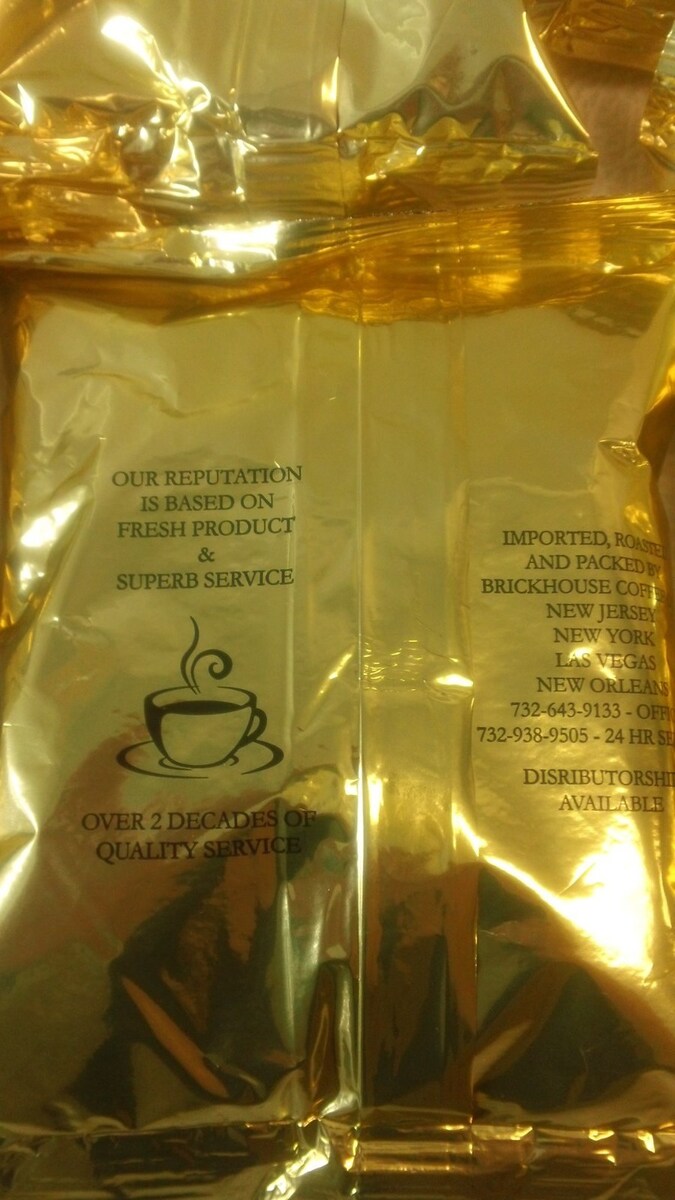 OUR REPUTATION
IS BASED ON
FRESH PRODUCT
&
SUPERB SERVICE
OVER 2 DECADES OF
QUALITY SERVICE
IMPORTED, ROASTE
AND PACKED BY
BRICKHOUSE COFFE
NEW JERSEY
NEW YORK
LAS VEGAS
NEW ORLEANS
732-643-9133 - OFF
732-938-9505 - 24 HR SE
DISRIBUTORSHI
AVAILABLE